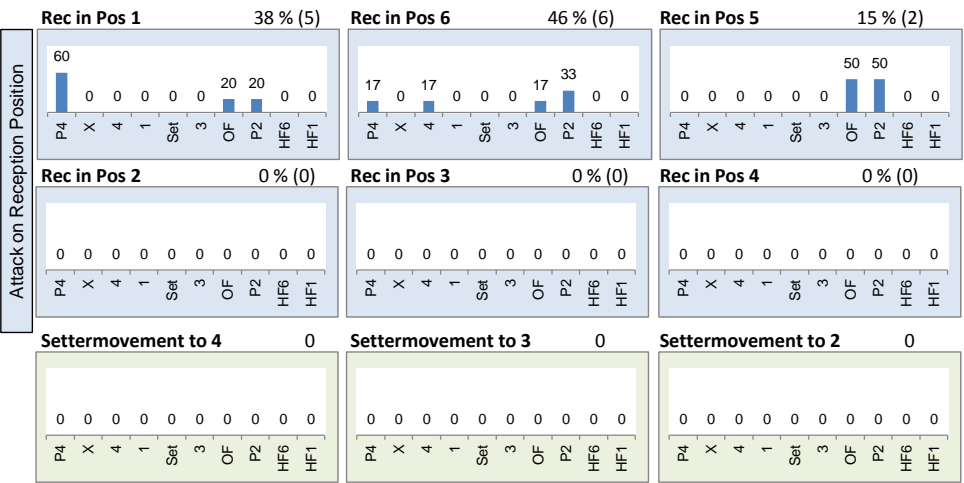 Attack on Reception Position
Rec in Pos 1 38 % (5)
60 0 0 0 0 0 20 20 0 0
P4 X 4 1 Set 3 OF P2 HF6 HF1
Rec in Pos 6 46 % (6)
17 0 17 0 0 0 17 33 0 0
P4 X 4 1 Set 3 OF P2 HF6 HF1
Rec in Pos 5 15 % (2)
0 0 0 0 0 0 50 50 0 0
P4 X 4 1 Set 3 OF P2 HF6 HF1
Rec in Pos 2 0 % (0)
0 0 0 0 0 0 0 0 0 0
P4 X 4 1 Set 3 OF P2 HF6 HF1
Rec in Pos 3 0 % (0)
0 0 0 0 0 0 0 0 0 0
P4 X 4 1 Set 3 OF P2 HF6 HF1
Rec in Pos 4 0 % (0)
0 0 0 0 0 0 0 0 0 0
P4 X 4 1 Set 3 OF P2 HF6 HF1
Settermovement to 4 0
0 0 0 0 0 0 0 0 0 0
P4 X 4 1 Set 3 OF P2 HF6 HF1
Settermovement to 3 0
0 0 0 0 0 0 0 0 0 0
P4 X 4 1 Set 3 OF P2 HF6 HF1
Settermovement to 2 0
0 0 0 0 0 0 0 0 0 0
P4 X 4 1 Set 3 OF P2 HF6 HF1